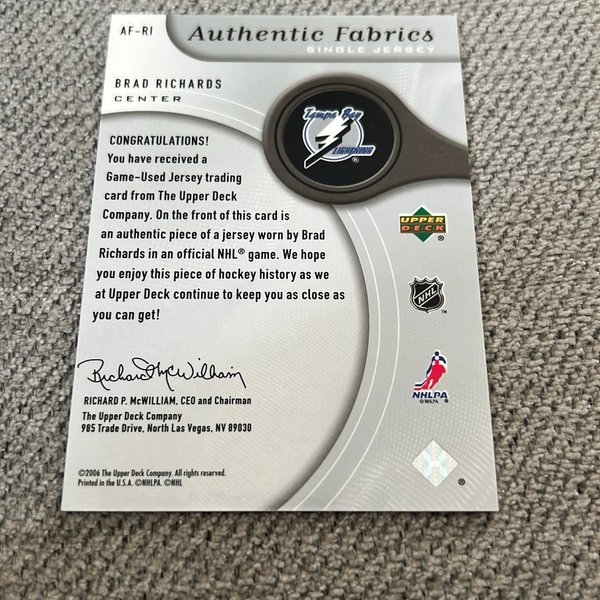 AF-RI
Authentic Fabrics
SINGLE JERSEY
BRAD RICHARDS
CENTER
Tampa Bay
LIGHTNING
®
CONGRATULATIONS!
You have received a
Game-Used Jersey trading
card from The Upper Deck
Company. On the front of this card is
an authentic piece of a jersey worn by Brad
Richards in an official NHL® game. We hope
you enjoy this piece of hockey history as we
at Upper Deck continue to keep you as close as
you can get!
UPPER
DECK
®
NHL
™
NHLPA
©NHLPA
Richard P. McWilliam
RICHARD P. McWILLIAM, CEO and Chairman
The Upper Deck Company
985 Trade Drive, North Las Vegas, NV 89030
©2006 The Upper Deck Company. All rights reserved.
Printed in the U.S.A. ©NHLPA. ©NHL
®